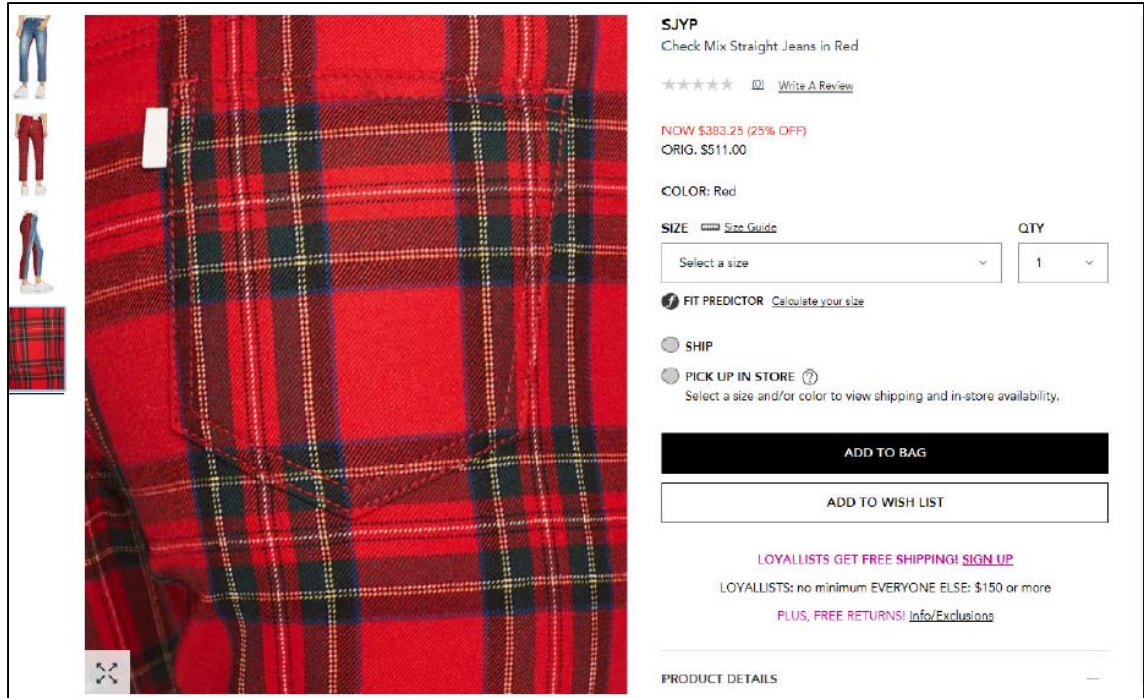 SJYP
Check Mix Straight Jeans in Red
(0) Write A Review
NOW $383.25 (25% OFF)
ORIG. $511.00
COLOR: Red
SIZE Size Guide QTY
Select a size 1
f FIT PREDICTOR Calculate your size
SHIP
PICK UP IN STORE ?
Select a size and/or color to view shipping and in-store availability.
ADD TO BAG
ADD TO WISH LIST
LOYALLISTS GET FREE SHIPPING! SIGN UP
LOYALLISTS: no minimum EVERYONE ELSE: $150 or more
PLUS, FREE RETURNS! Info/Exclusions
PRODUCT DETAILS